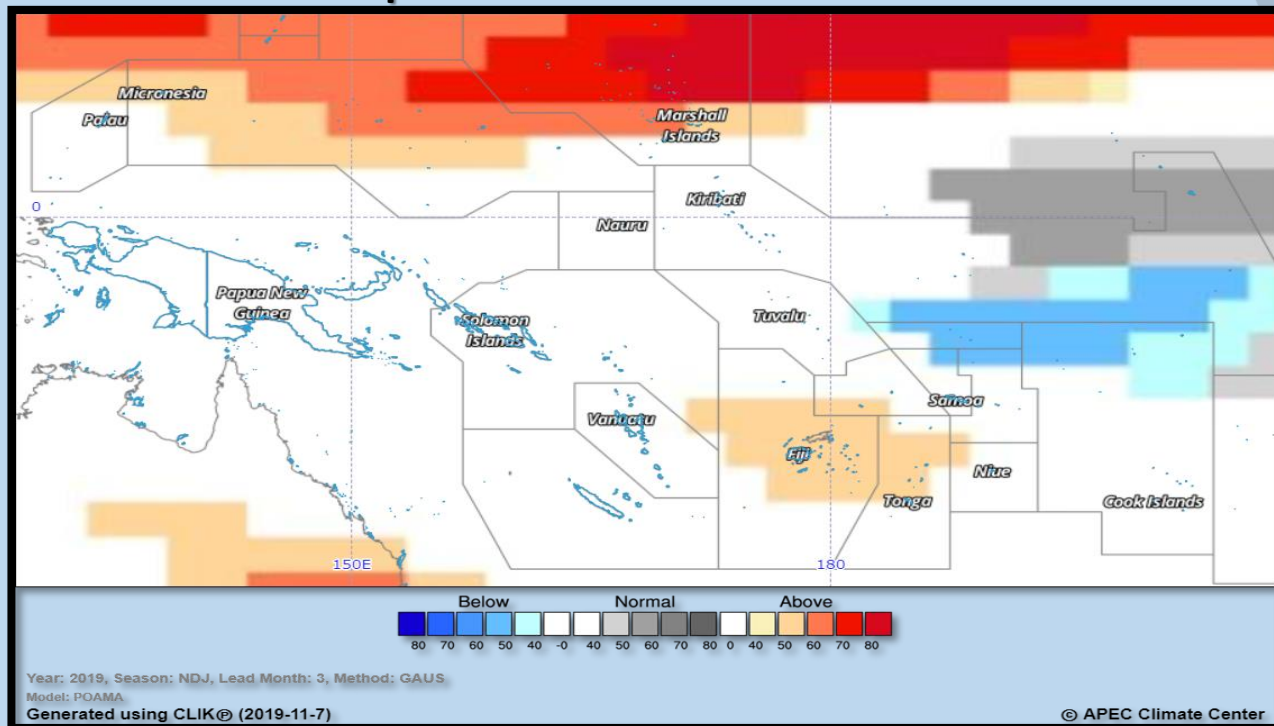 Micronesia
Palau
Marshall
Islands
Kiribati
0
Nauru
Papua New
Guinea
Solomon
Islands
Tuvalu
Samoa
Vanuatu
Fiji
Niue
Tonga
Cook Islands
150E
180
Below Normal Above
80 70 60 50 40 -0 40 50 60 70 80 0 40 50 60 70 80
Year: 2019, Season: NDJ, Lead Month: 3, Method: GAUS
Model: POAMA
Generated using CLIK℗ (2019-11-7) © APEC Climate Center